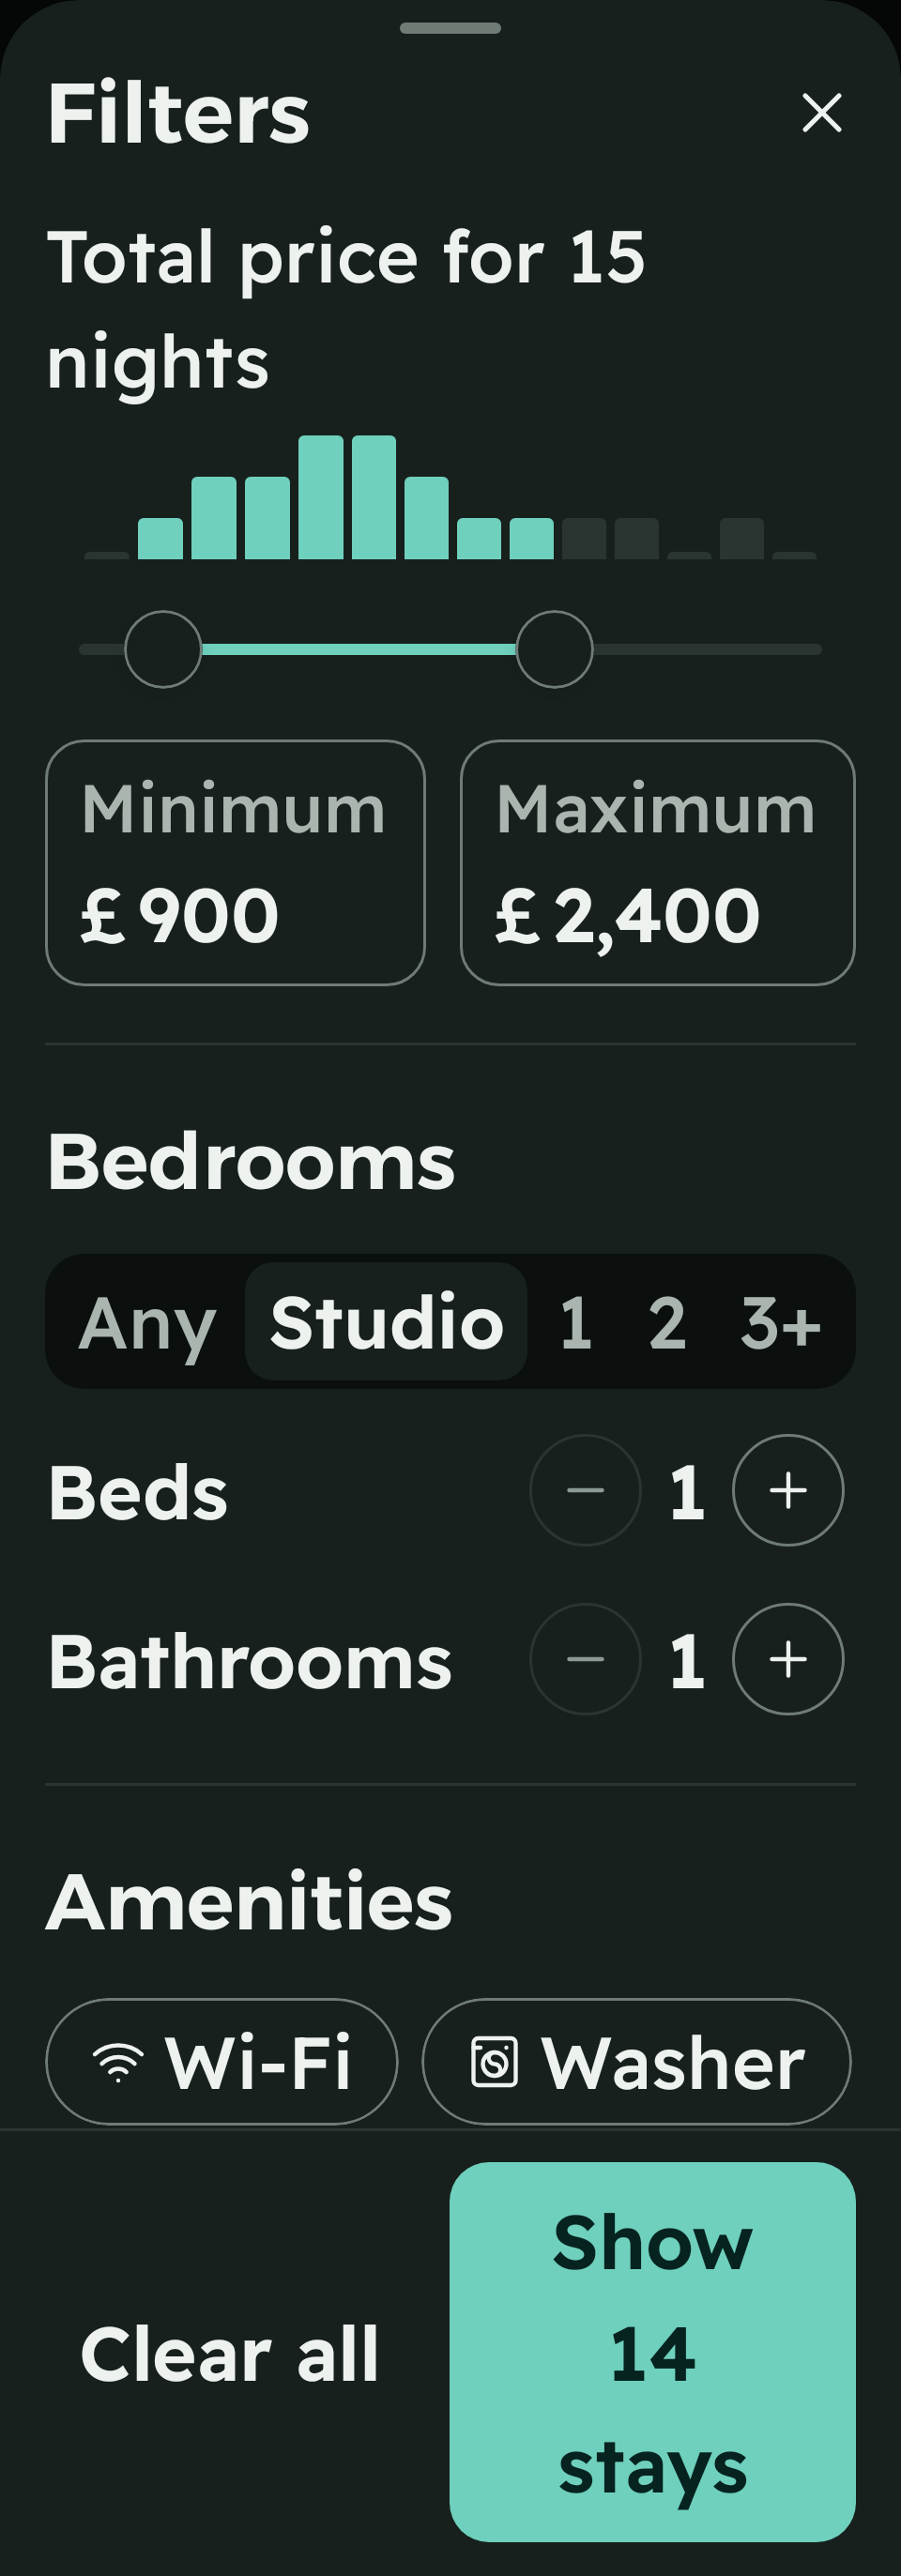 Filters
Total price for 15
nights
Minimum
£ 900
Maximum
£ 2,400
Bedrooms
Any Studio 1 2 3+
Beds 1
Bathrooms 1
Amenities
Wi-Fi Washer
Clear all
Show
14
stays